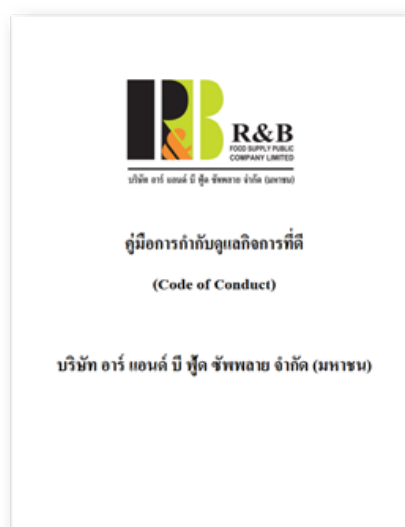 R&B
R&B
FOOD SUPPLY PUBLIC
COMPANY LIMITED
บริษัท อาร์ แอนด์ บี ฟู้ด ซัพพลาย จำกัด (มหาชน)
คู่มือการกำกับดูแลกิจการที่ดี
(Code of Conduct)
บริษัท อาร์ แอนด์ บี ฟู้ด ซัพพลาย จำกัด (มหาชน)